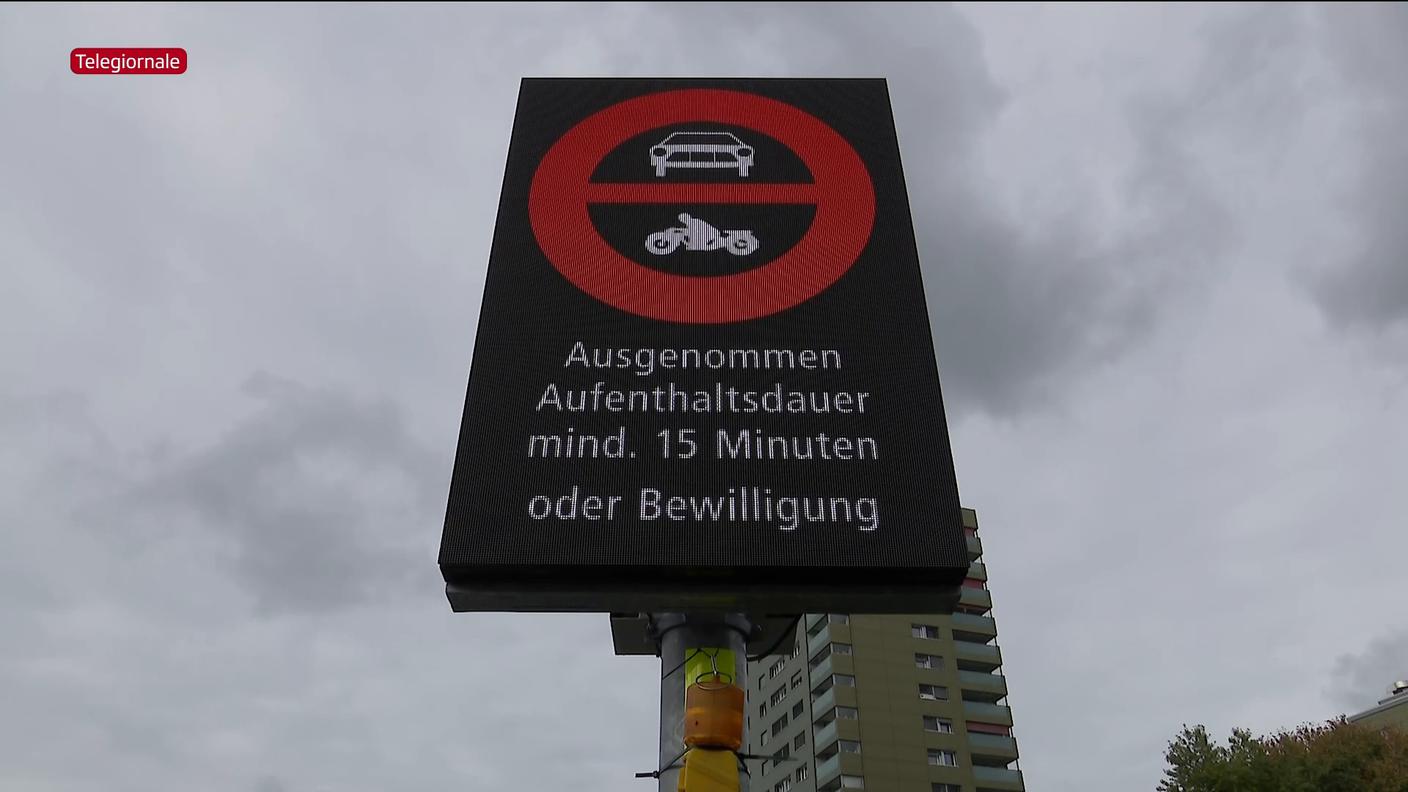 Telegiornale
Ausgenommen
Aufenthaltsdauer
mind. 15 Minuten
oder Bewilligung